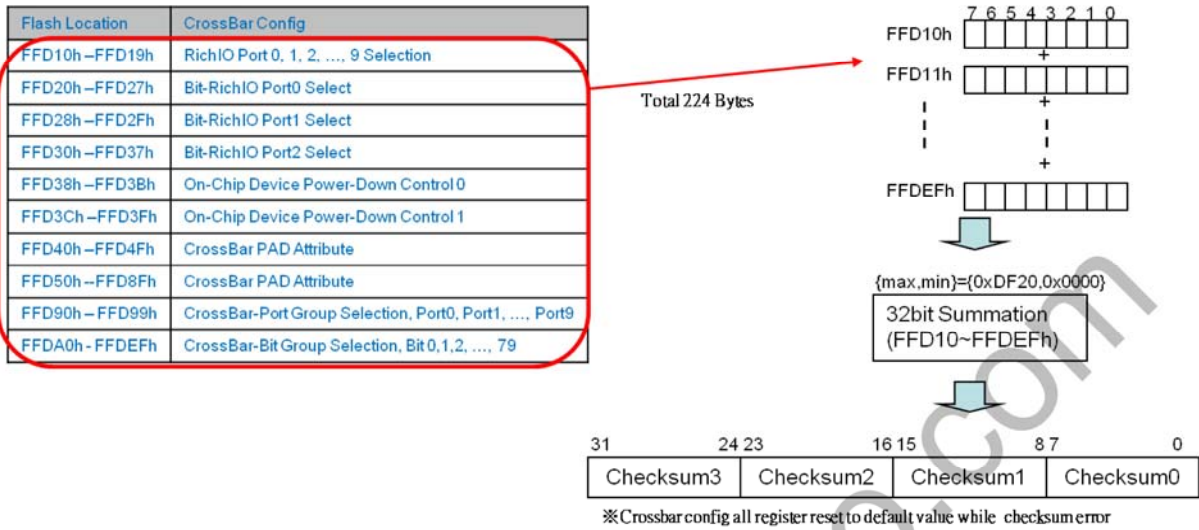 Flash Location CrossBar Config
FFD10h–FFD19h RichIO Port 0, 1, 2, …, 9 Selection
FFD20h–FFD27h Bit-RichIO Port0 Select
FFD28h–FFD2Fh Bit-RichIO Port1 Select
FFD30h–FFD37h Bit-RichIO Port2 Select
FFD38h–FFD3Bh On-Chip Device Power-Down Control 0
FFD3Ch–FFD3Fh On-Chip Device Power-Down Control 1
FFD40h–FFD4Fh CrossBar PAD Attribute
FFD50h–FFD8Fh CrossBar PAD Attribute
FFD90h–FFD99h CrossBar-Port Group Selection, Port0, Port1, …, Port9
FFDA0h-FFDEFh CrossBar-Bit Group Selection, Bit 0,1,2, …, 79
Total 224 Bytes
7 6 5 4 3 2 1 0
FFD10h
+
FFD11h
+
+
FFDEFh
{max,min}={0xDF20,0x0000}
32bit Summation
(FFD10~FFDEFh)
31 24 23 16 15 8 7 0
Checksum3 Checksum2 Checksum1 Checksum0
※Crossbar config all register reset to default value while checksum error